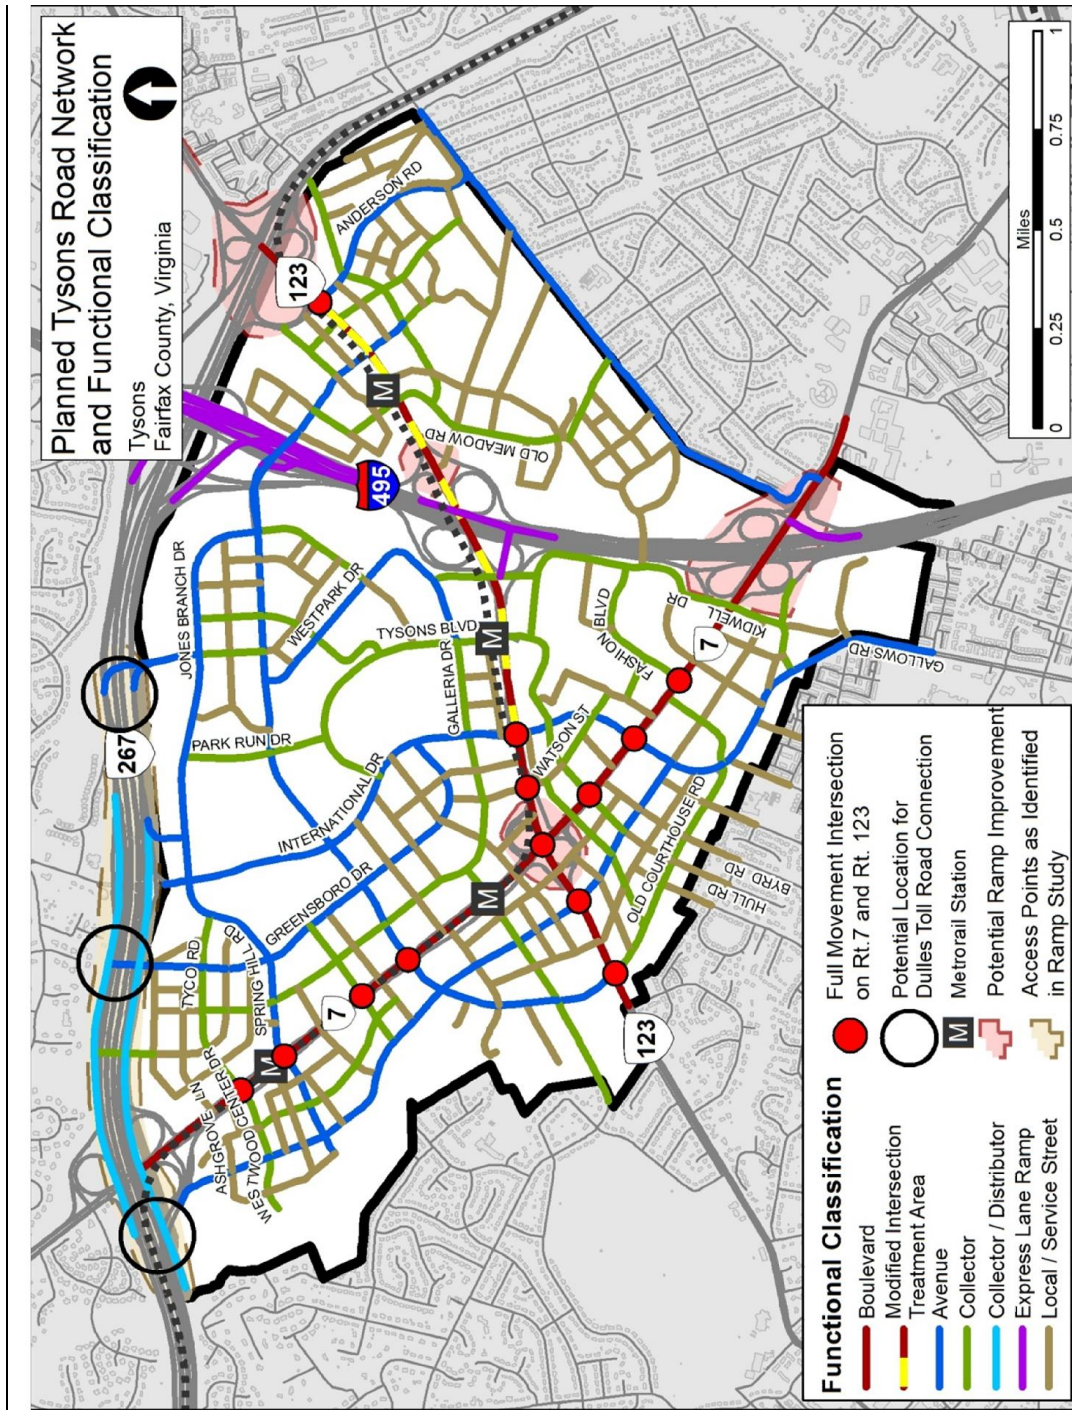 Planned Tysons Road Network
and Functional Classification
Tysons
Fairfax County, Virginia
123
ANDERSON RD
495
OLD MEADOW RD
267
JONES BRANCH DR
WESTPARK DR
TYSONS BLVD
M
M
GALLERIA DR
PARK RUN DR
INTERNATIONAL DR
GREENSBORO DR
WATSON ST
FASHION
BLVD
KIDWELL
DR
7
GALLOWS RD
TYCO RD
SPRING HILL RD
M
7
M
ASHGROVE LN
WESTWOOD CENTER DR
OLD COURTHOUSE RD
BYRD RD
HULL RD
123
Miles
0
0.25
0.5
0.75
1
Functional Classification
Boulevard
Modified Intersection
Treatment Area
Avenue
Collector
Collector / Distributor
Express Lane Ramp
Local / Service Street
Full Movement Intersection
on Rt.7 and Rt. 123
Potential Location for
Dulles Toll Road Connection
M
Metrorail Station
Potential Ramp Improvement
Access Points as Identified
in Ramp Study